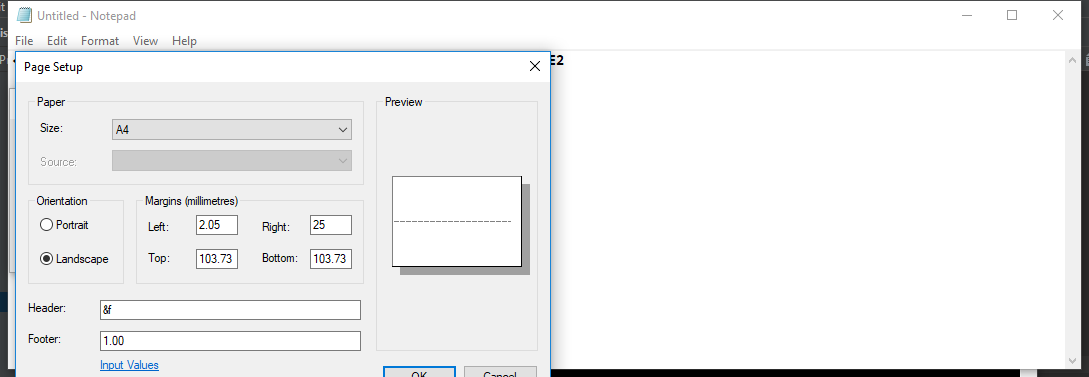 Untitled - Notepad
File Edit Format View Help
E2
Page Setup
Paper
Size: A4
Source:
Preview
Orientation
Portrait
Landscape
Margins (millimetres)
Left: 2.05 Right: 25
Top: 103.73 Bottom: 103.73
Header: &f
Footer: 1.00
Input Values
OK Cancel